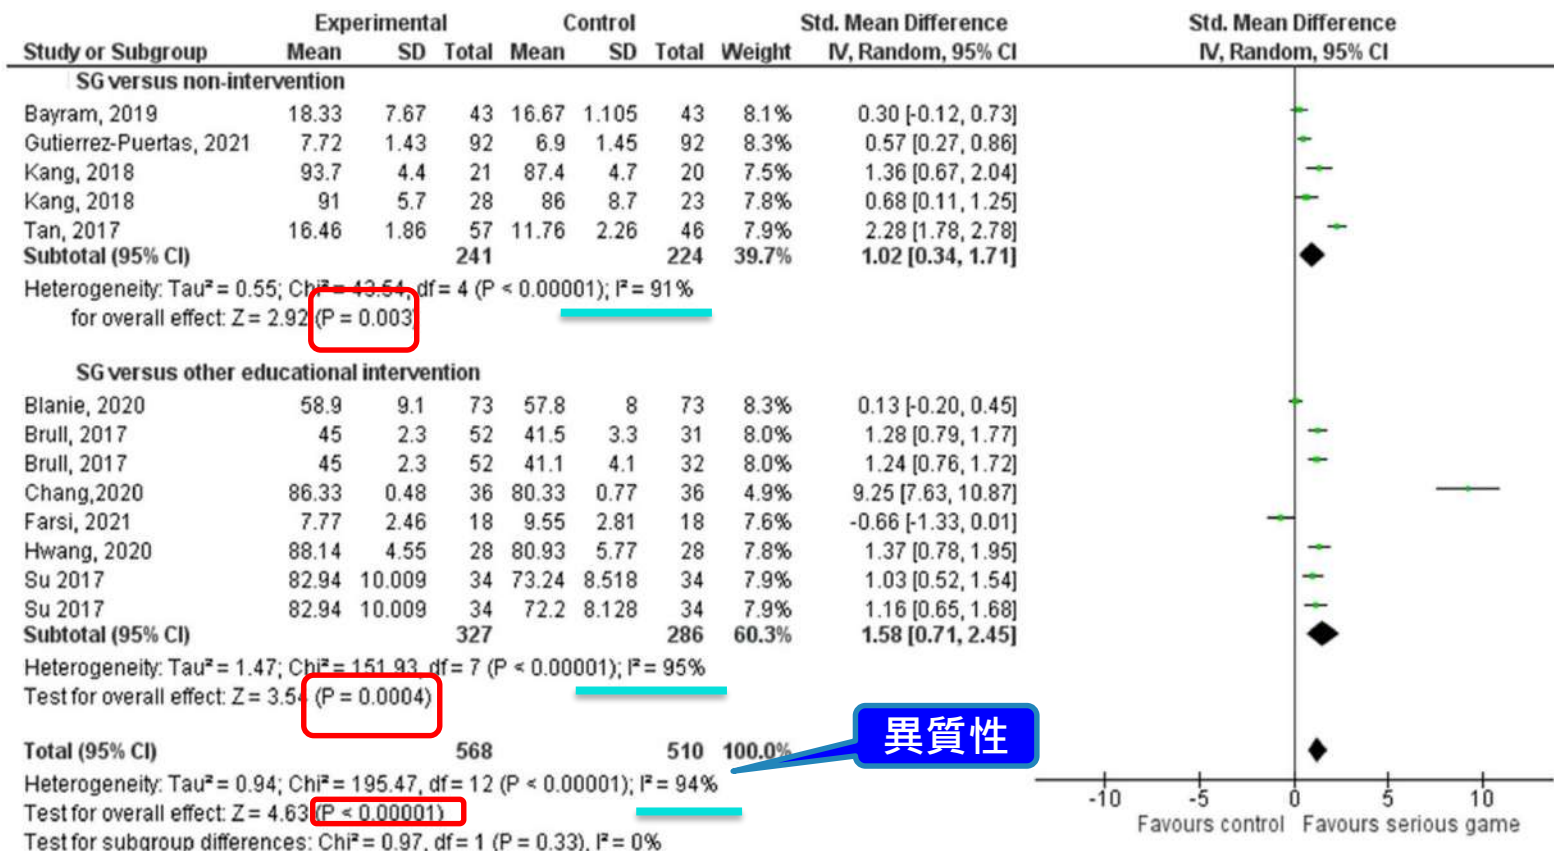 Experimental Control Std. Mean Difference Std. Mean Difference
Study or Subgroup Mean SD Total Mean SD Total Weight IV, Random, 95% CI IV, Random, 95% CI
SG versus non-intervention
Bayram, 2019 18.33 7.67 43 16.67 1.105 43 8.1% 0.30 [-0.12, 0.73]
Gutierrez-Puertas, 2021 7.72 1.43 92 6.9 1.45 92 8.3% 0.57 [0.27, 0.86]
Kang, 2018 93.7 4.4 21 87.4 4.7 20 7.5% 1.36 [0.67, 2.04]
Kang, 2018 91 5.7 28 86 8.7 23 7.8% 0.68 [0.11, 1.25]
Tan, 2017 16.46 1.86 57 11.76 2.26 46 7.9% 2.28 [1.78, 2.78]
Subtotal (95% CI) 241 224 39.7% 1.02 [0.34, 1.71]
Heterogeneity: Tau² = 0.55; Chi² = 43.54, df = 4 (P < 0.00001); I² = 91%
for overall effect: Z = 2.92 (P = 0.003)
SG versus other educational intervention
Blanie, 2020 58.9 9.1 73 57.8 8 73 8.3% 0.13 [-0.20, 0.45]
Brull, 2017 45 2.3 52 41.5 3.3 31 8.0% 1.28 [0.79, 1.77]
Brull, 2017 45 2.3 52 41.1 4.1 32 8.0% 1.24 [0.76, 1.72]
Chang,2020 86.33 0.48 36 80.33 0.77 36 4.9% 9.25 [7.63, 10.87]
Farsi, 2021 7.77 2.46 18 9.55 2.81 18 7.6% -0.66 [-1.33, 0.01]
Hwang, 2020 88.14 4.55 28 80.93 5.77 28 7.8% 1.37 [0.78, 1.95]
Su 2017 82.94 10.009 34 73.24 8.518 34 7.9% 1.03 [0.52, 1.54]
Su 2017 82.94 10.009 34 72.2 8.128 34 7.9% 1.16 [0.65, 1.68]
Subtotal (95% CI) 327 286 60.3% 1.58 [0.71, 2.45]
Heterogeneity: Tau² = 1.47; Chi² = 151.93, df = 7 (P < 0.00001); I² = 95%
Test for overall effect: Z = 3.54 (P = 0.0004)
異質性
Total (95% CI) 568 510 100.0%
Heterogeneity: Tau² = 0.94; Chi² = 195.47, df = 12 (P < 0.00001); I² = 94%
Test for overall effect: Z = 4.63 (P < 0.00001)
Test for subgroup differences: Chi² = 0.97, df = 1 (P = 0.33), I² = 0%
-10 -5 0 5 10
Favours control Favours serious game